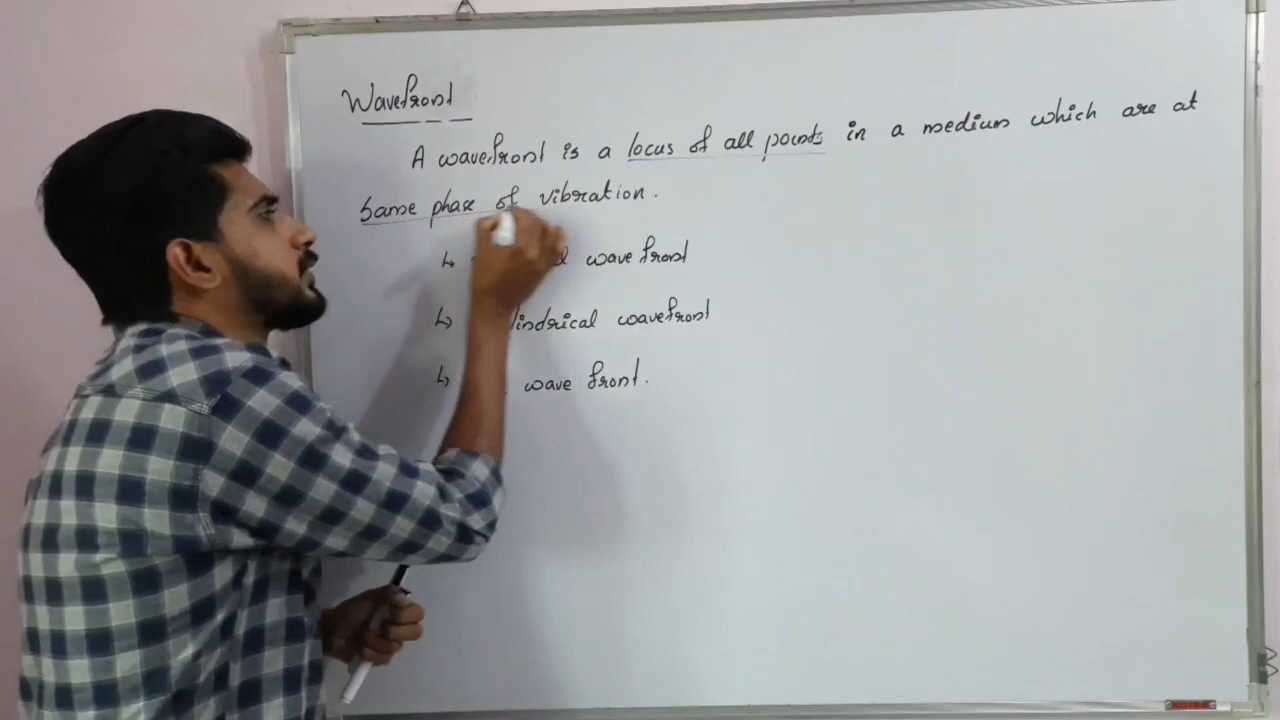 Wavefront
A wavefront is a locus of all points in a medium which are at
Same phase of vibration.
↳ wave front
↳ wavefront
↳ wave front.